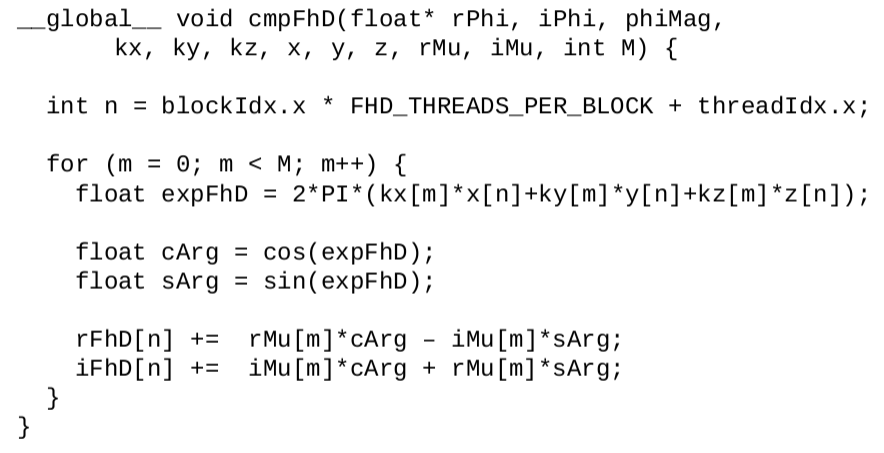 __global__ void cmpFhD(float* rPhi, iPhi, phiMag,
kx, ky, kz, x, y, z, rMu, iMu, int M) {
int n = blockIdx.x * FHD_THREADS_PER_BLOCK + threadIdx.x;
for (m = 0; m < M; m++) {
float expFhD = 2*PI*(kx[m]*x[n]+ky[m]*y[n]+kz[m]*z[n]);
float cArg = cos(expFhD);
float sArg = sin(expFhD);
rFhD[n] += rMu[m]*cArg – iMu[m]*sArg;
iFhD[n] += iMu[m]*cArg + rMu[m]*sArg;
}
}